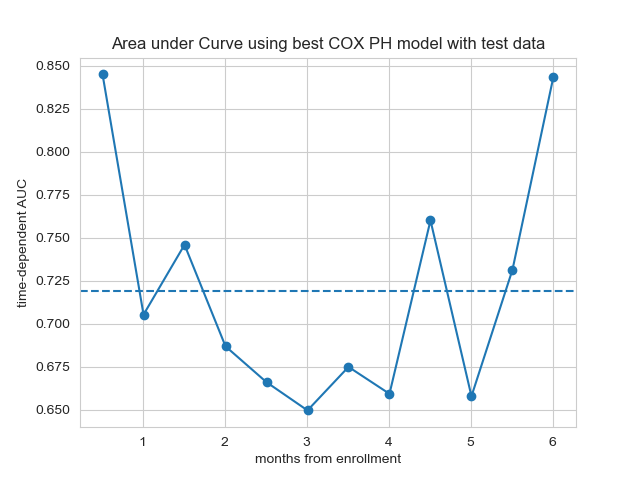 Area under Curve using best COX PH model with test data
time-dependent AUC
0.850
0.825
0.800
0.775
0.750
0.725
0.700
0.675
0.650
1 2 3 4 5 6
months from enrollment